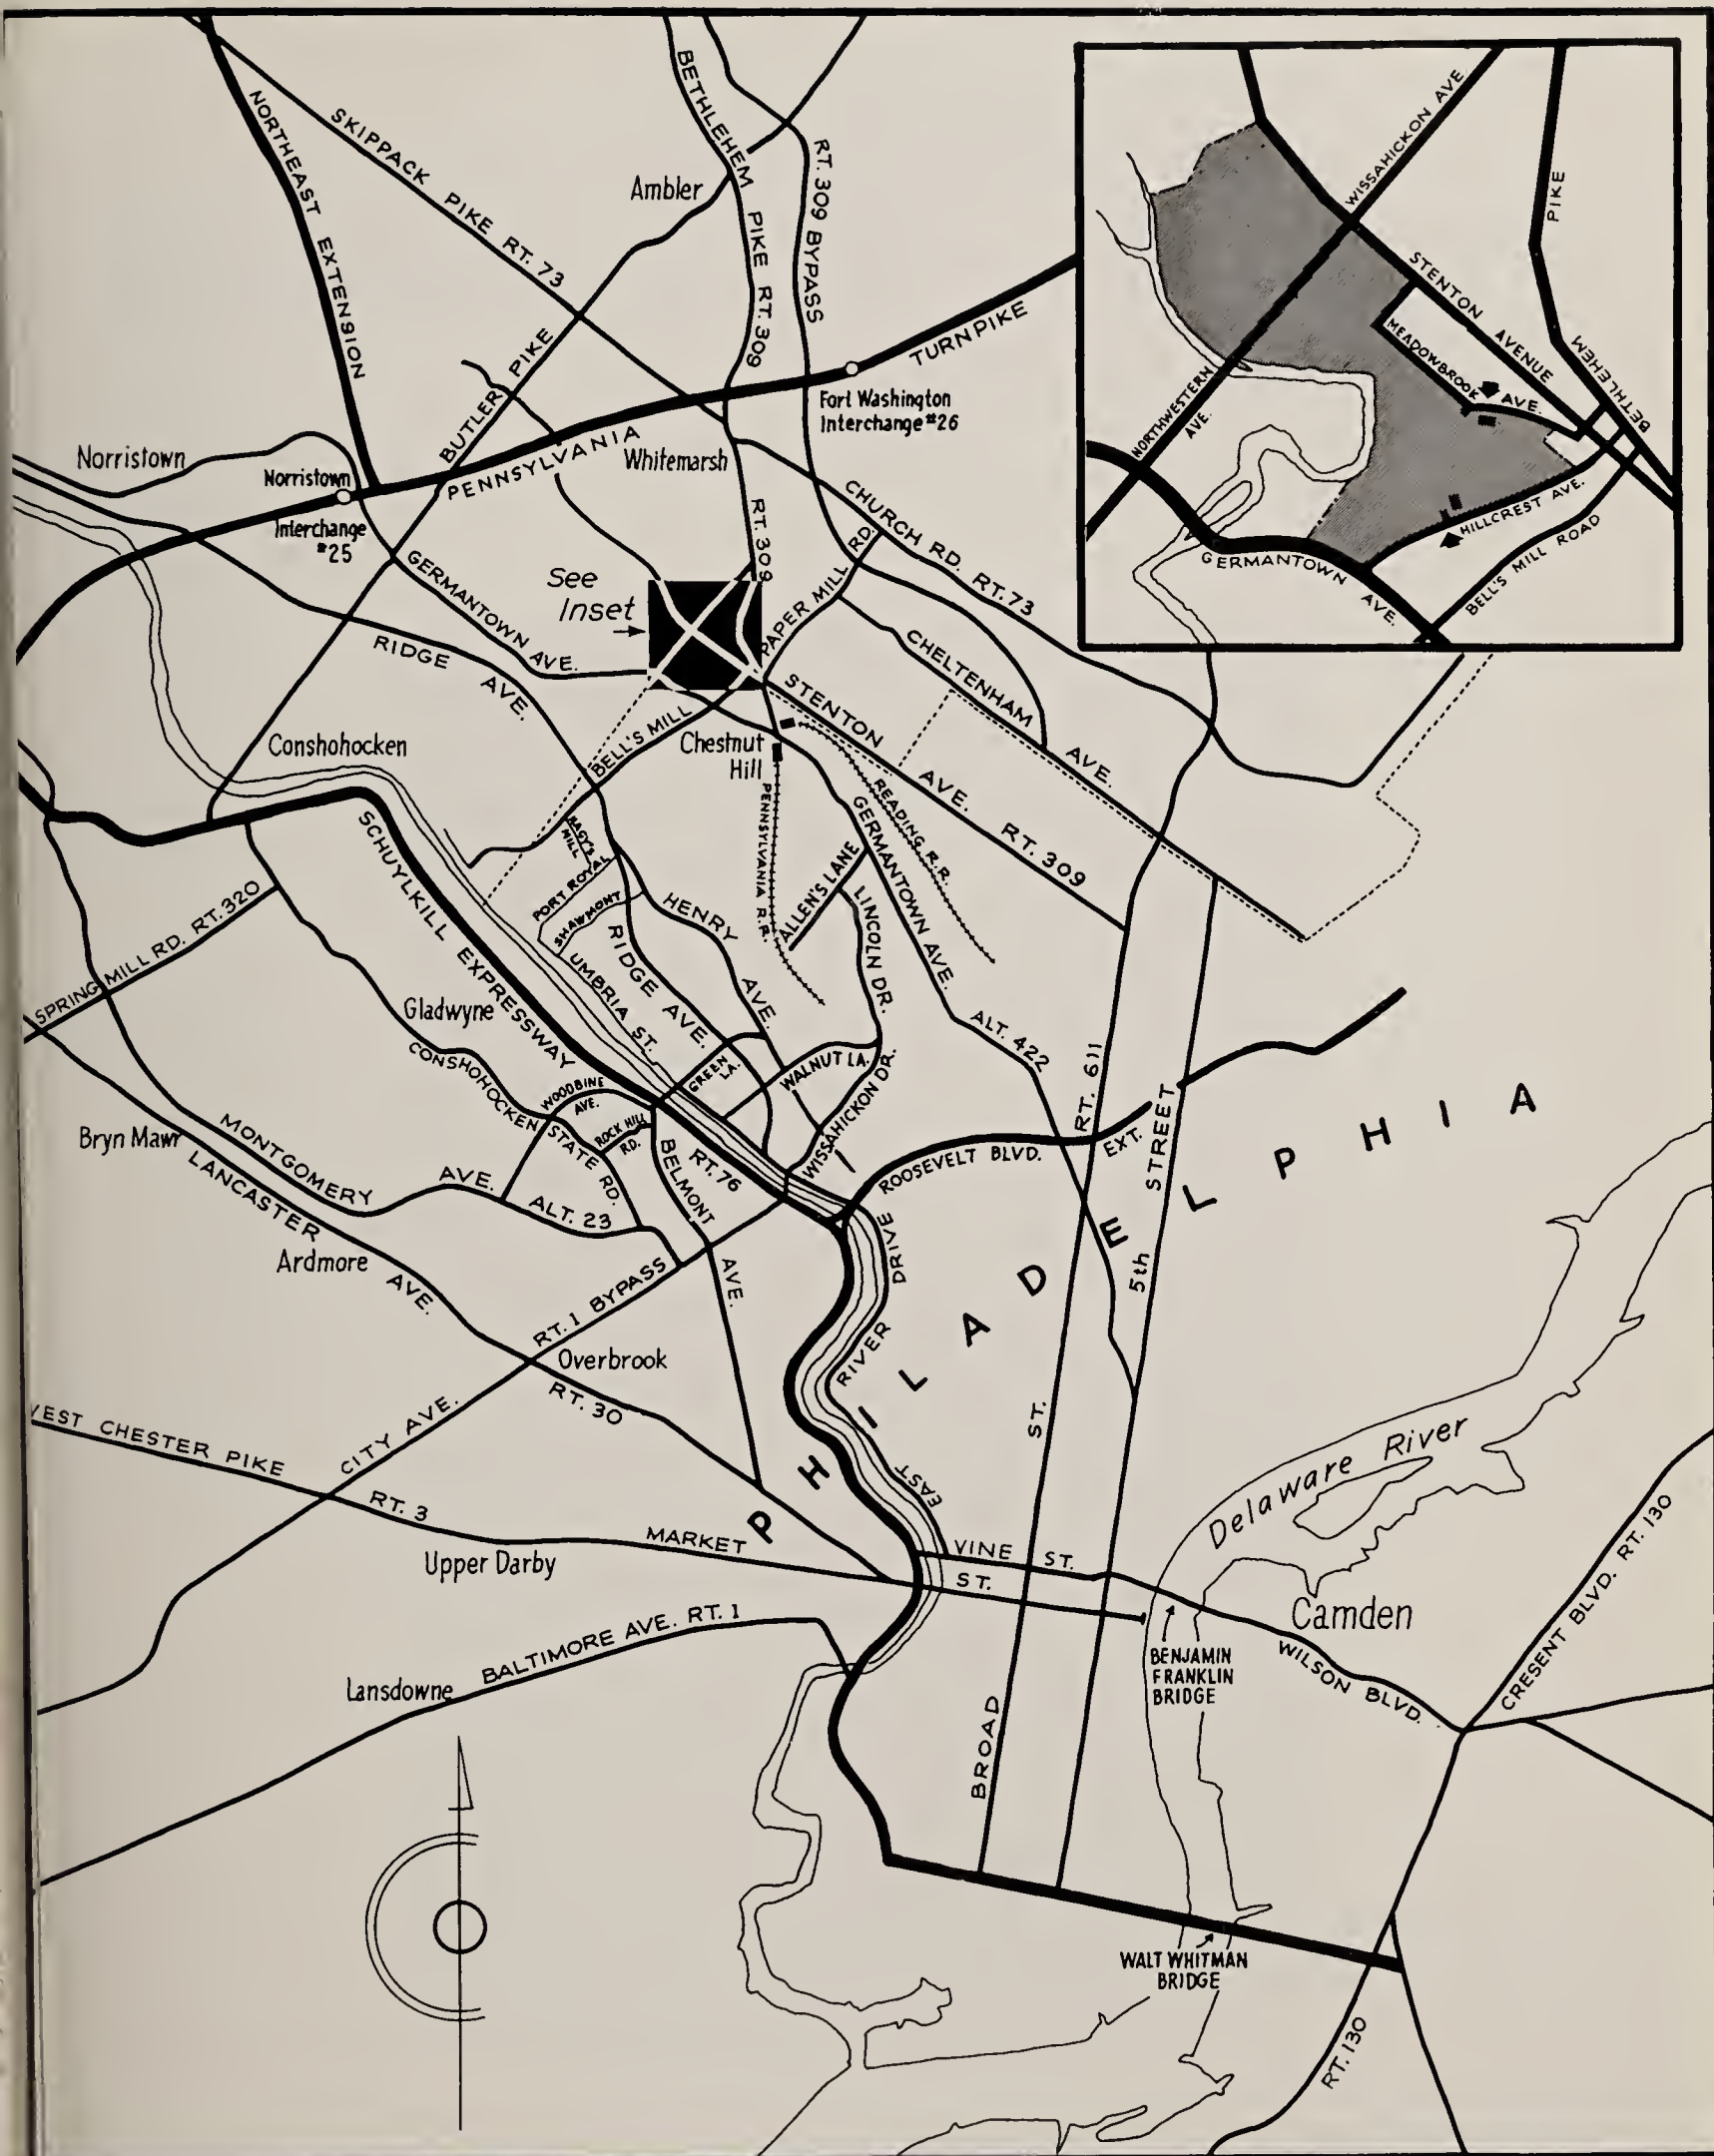 NORTHEAST EXTENSION
SKIPPACK PIKE RT. 73
BETHLEHEM PIKE RT. 309
RT. 309 BYPASS
Ambler
WISSAHICKON AVE.
PIKE
STENTON AVENUE
MEADOWBROOK AVE.
BETHLEHEM
NORTHWESTERN AVE.
HILLCREST AVE.
GERMANTOWN AVE.
BELL'S MILL ROAD
TURNPIKE
BUTLER PIKE
Fort Washington
Interchange #26
Norristown
Norristown
Interchange
#25
PENNSYLVANIA
Whitemarsh
RT. 309
CHURCH RD. RT. 73
See
Inset
PAPER MILL RD.
GERMANTOWN AVE.
RIDGE AVE.
CHELTENHAM AVE.
STENTON AVE. RT. 309
BELL'S MILL
Chestnut
Hill
Conshohocken
PENNSYLVANIA R.R.
READING R.R.
GERMANTOWN AVE.
ALLEN'S LANE
LINCOLN DR.
SCHUYLKILL EXPRESSWAY
HAGY'S
MILL
PORT ROYAL
SHAWMONT
HENRY AVE.
RIDGE AVE.
UMBRIA ST.
SPRING MILL RD. RT. 320
Gladwyne
CONSHOHOCKEN STATE RD.
WOODBINE
AVE.
ROCK HILL
RD.
GREEN
LA.
WALNUT LA.
WISSAHICKON DR.
ALT. 422
RT. 611
Bryn Mawr
MONTGOMERY AVE.
ALT. 23
LANCASTER AVE.
BELMONT AVE.
RT. 76
ROOSEVELT BLVD.
EXT.
5th STREET
Ardmore
RT. 1 BYPASS
EAST RIVER DRIVE
PHILADELPHIA
Overbrook
RT. 30
CITY AVE.
WEST CHESTER PIKE
RT. 3
Upper Darby
MARKET ST.
VINE ST.
BROAD ST.
Delaware River
Camden
BENJAMIN
FRANKLIN
BRIDGE
WILSON BLVD.
CRESENT BLVD. RT. 130
Lansdowne
BALTIMORE AVE. RT. 1
WALT WHITMAN
BRIDGE
RT. 130